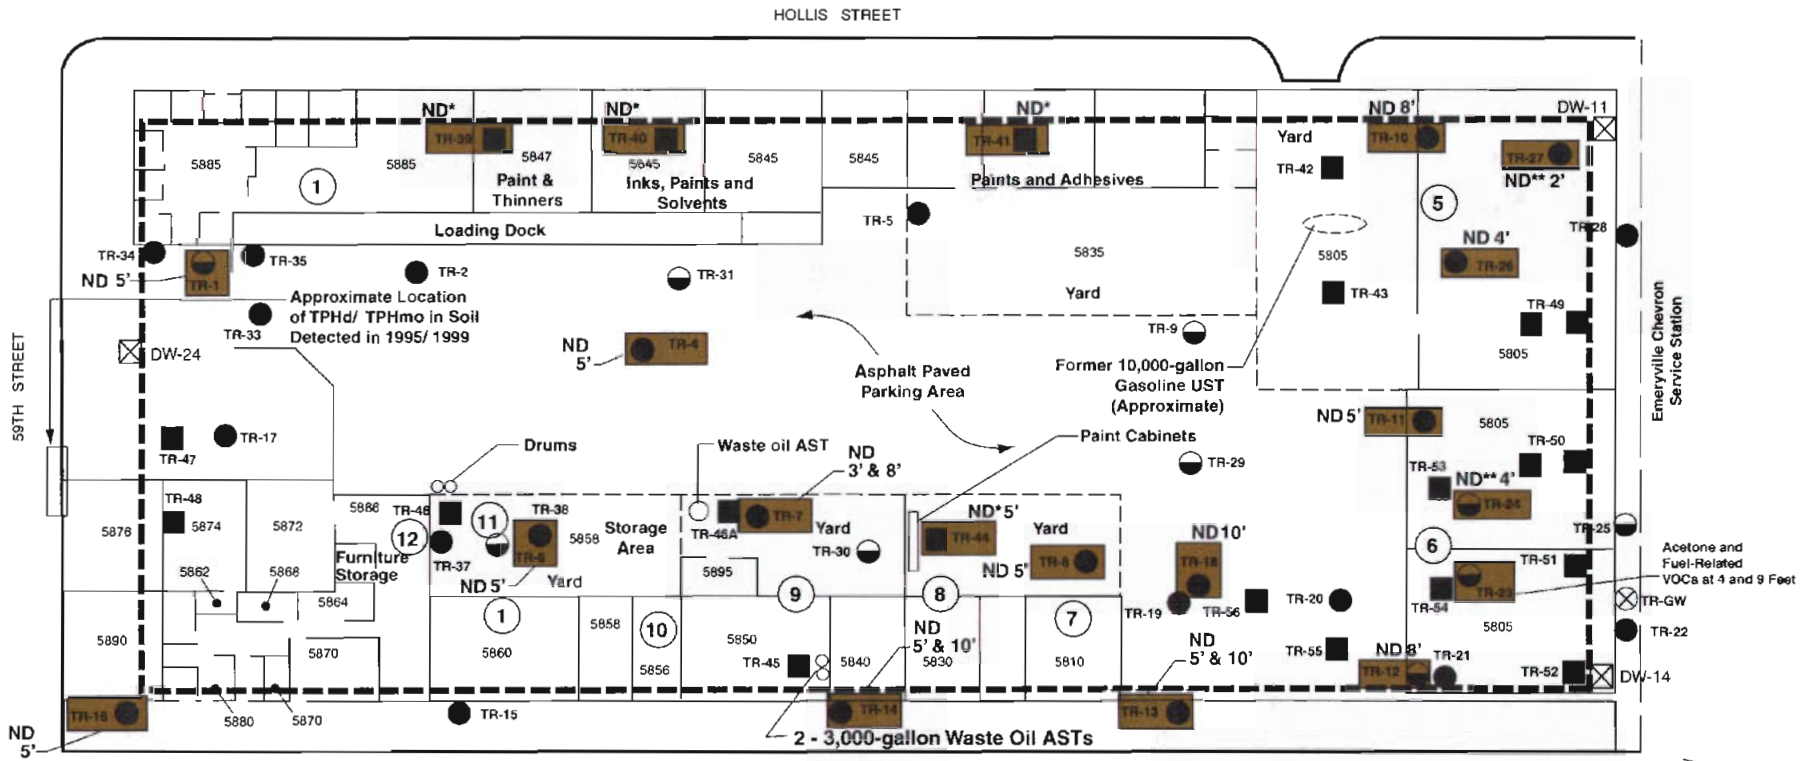 HOLLIS STREET
ND*
ND*
ND*
ND 8'
DW-11
TR-39
TR-40
TR-41
TR-10
TR-27
ND** 2'
Yard
TR-42
5885
5885
5847
5845
5845
5845
Paint &
Thinners
Inks, Paints and
Solvents
Paints and Adhesives
1
5
Loading Dock
TR-5
TR-28
TR-34
TR-35
TR-2
TR-31
5835
Yard
5805
ND 4'
TR-26
ND 5'
TR-1
Approximate Location
of TPHd/ TPHmo in Soil
Detected in 1995/ 1999
TR-33
TR-43
TR-49
TR-9
5805
DW-24
ND
5'
TR-4
Asphalt Paved
Parking Area
Former 10,000-gallon
Gasoline UST
(Approximate)
Emeryville Chevron
Service Station
59TH STREET
TR-47
TR-17
Drums
Waste oil AST
Paint Cabinets
ND 5'
TR-11
5805
TR-50
ND
3' & 8'
TR-29
TR-53
ND** 4'
TR-24
TR-25
TR-48
5876
5874
5872
5886
TR-48
12
11
TR-38
5858
Storage
Area
TR-46A
TR-7
Yard
TR-30
ND* 5'
TR-44
Yard
ND 5'
TR-8
ND 10'
TR-18
6
TR-37
TR-6
ND 5'
Yard
Furniture
Storage
5862
5868
5864
5895
9
8
TR-19
TR-56
TR-20
TR-51
TR-54
TR-23
Acetone and
Fuel-Related
VOCa at 4 and 9 Feet
TR-GW
TR-22
5890
5870
1
5860
5858
10
5856
5850
TR-45
5840
ND
5' & 10'
5830
7
5810
ND
5' & 10'
TR-55
ND 8'
TR-12
TR-21
5805
TR-52
DW-14
TR-16
ND
5'
5880
5870
TR-15
TR-14
TR-13
2 - 3,000-gallon Waste Oil ASTs